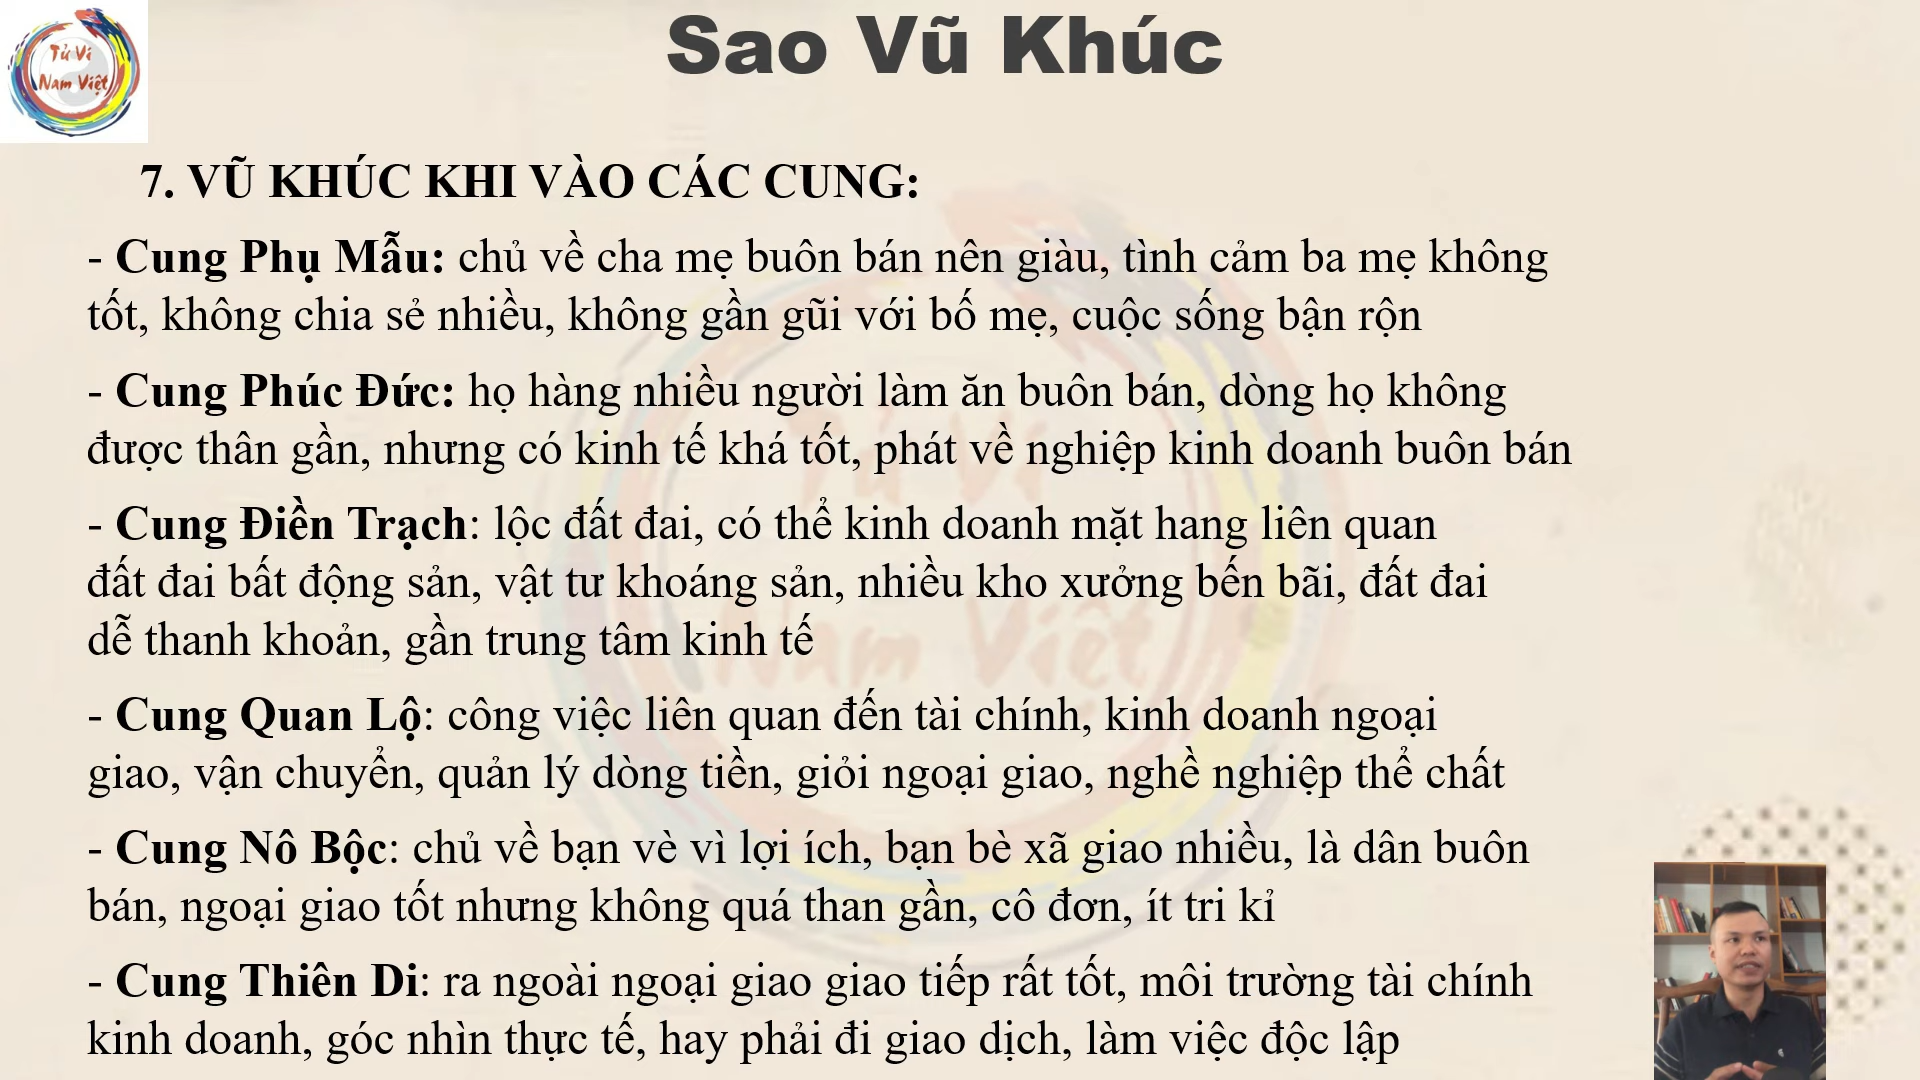 Tử Vi
Nam Việt
Sao Vũ Khúc
7. VŨ KHÚC KHI VÀO CÁC CUNG:
- Cung Phụ Mẫu: chủ về cha mẹ buôn bán nên giàu, tình cảm ba mẹ không
tốt, không chia sẻ nhiều, không gần gũi với bố mẹ, cuộc sống bận rộn
- Cung Phúc Đức: họ hàng nhiều người làm ăn buôn bán, dòng họ không
được thân gần, nhưng có kinh tế khá tốt, phát về nghiệp kinh doanh buôn bán
- Cung Điền Trạch: lộc đất đai, có thể kinh doanh mặt hang liên quan
đất đai bất động sản, vật tư khoáng sản, nhiều kho xưởng bến bãi, đất đai
dễ thanh khoản, gần trung tâm kinh tế
- Cung Quan Lộ: công việc liên quan đến tài chính, kinh doanh ngoại
giao, vận chuyển, quản lý dòng tiền, giỏi ngoại giao, nghề nghiệp thể chất
- Cung Nô Bộc: chủ về bạn vè vì lợi ích, bạn bè xã giao nhiều, là dân buôn
bán, ngoại giao tốt nhưng không quá than gần, cô đơn, ít tri kỉ
- Cung Thiên Di: ra ngoài ngoại giao giao tiếp rất tốt, môi trường tài chính
kinh doanh, góc nhìn thực tế, hay phải đi giao dịch, làm việc độc lập
Tử Vi
Nam Việt